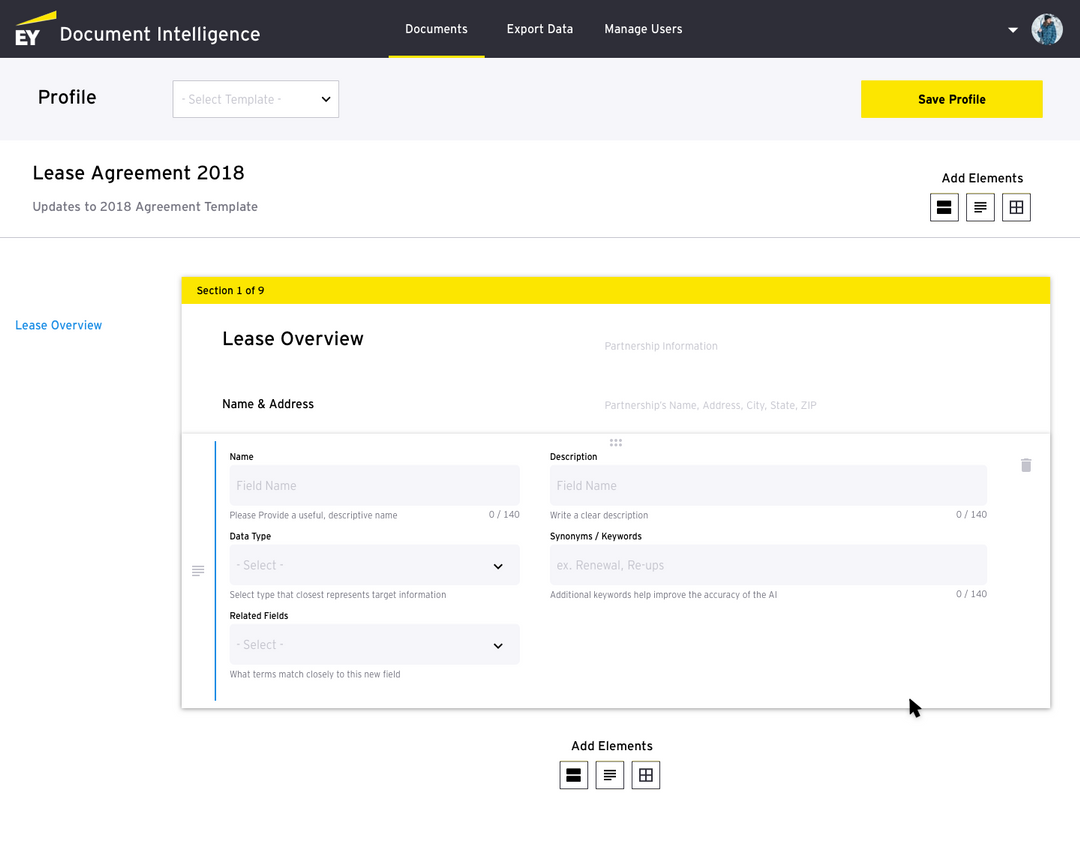 EY Document Intelligence
Documents
Export Data
Manage Users
Profile
- Select Template -
Save Profile
Lease Agreement 2018
Updates to 2018 Agreement Template
Add Elements
Lease Overview
Section 1 of 9
Lease Overview
Partnership Information
Name & Address
Partnership's Name, Address, City, State, ZIP
Name
Field Name
Please Provide a useful, descriptive name
0 / 140
Description
Field Name
Write a clear description
0 / 140
Data Type
- Select -
Select type that closest represents target information
Synonyms / Keywords
ex. Renewal, Re-ups
Additional keywords help improve the accuracy of the AI
0 / 140
Related Fields
- Select -
What terms match closely to this new field
Add Elements